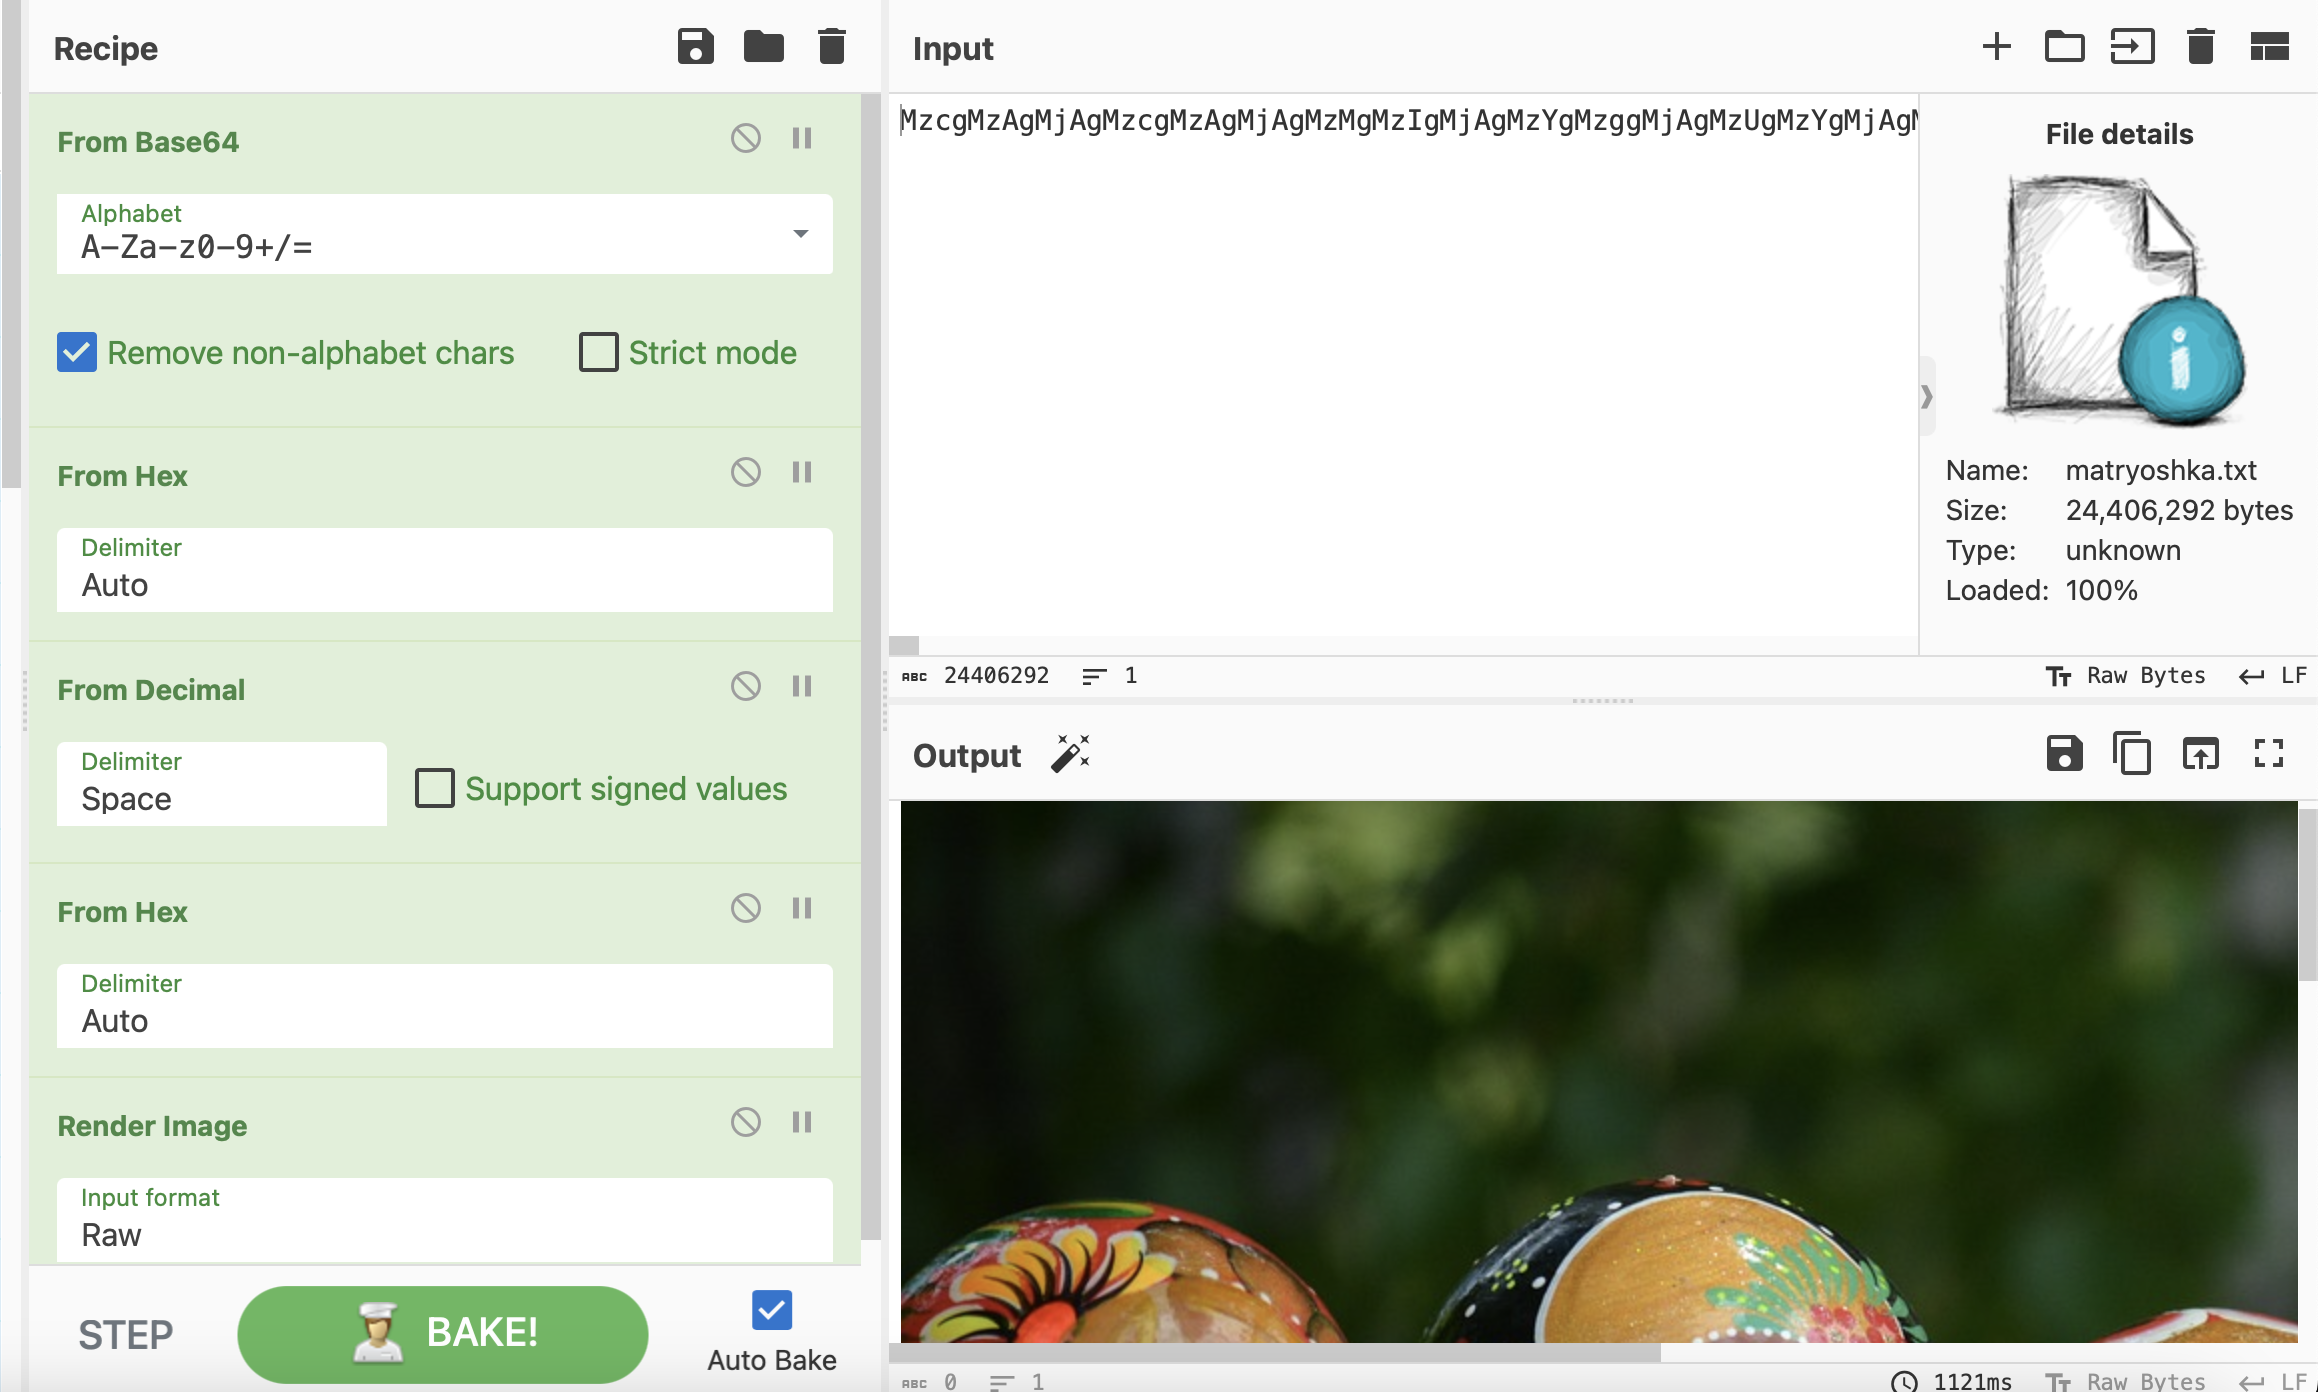 Recipe
From Base64
Alphabet
A-Za-z0-9+/=
Remove non-alphabet chars
Strict mode
From Hex
Delimiter
Auto
From Decimal
Delimiter
Space
Support signed values
From Hex
Delimiter
Auto
Render Image
Input format
Raw
STEP
BAKE!
Auto Bake
Input
MzcgMzAgMjAgMzcgMzAgMjAgMzMgMzIgMjAgMzYgMzggMjAgMzUgMzYgMjAgM
File details
Name: matryoshka.txt
Size: 24,406,292 bytes
Type: unknown
Loaded: 100%
ABC 24406292 1
Tт Raw Bytes LF
Output
ABC 0 1
1121ms Tт Raw Bytes LF